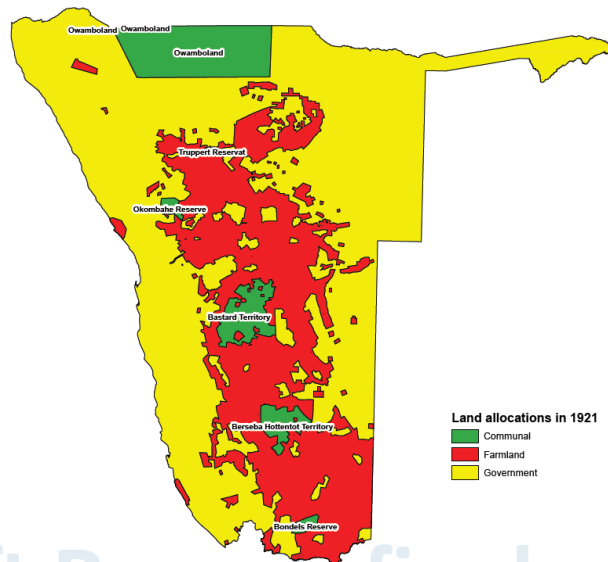 Owamboland
Owamboland
Owamboland
Truppert Reservat
Okombahe Reserve
Bastard Territory
Berseba Hottentot Territory
Bondels Reserve
Land allocations in 1921
Communal
Farmland
Government